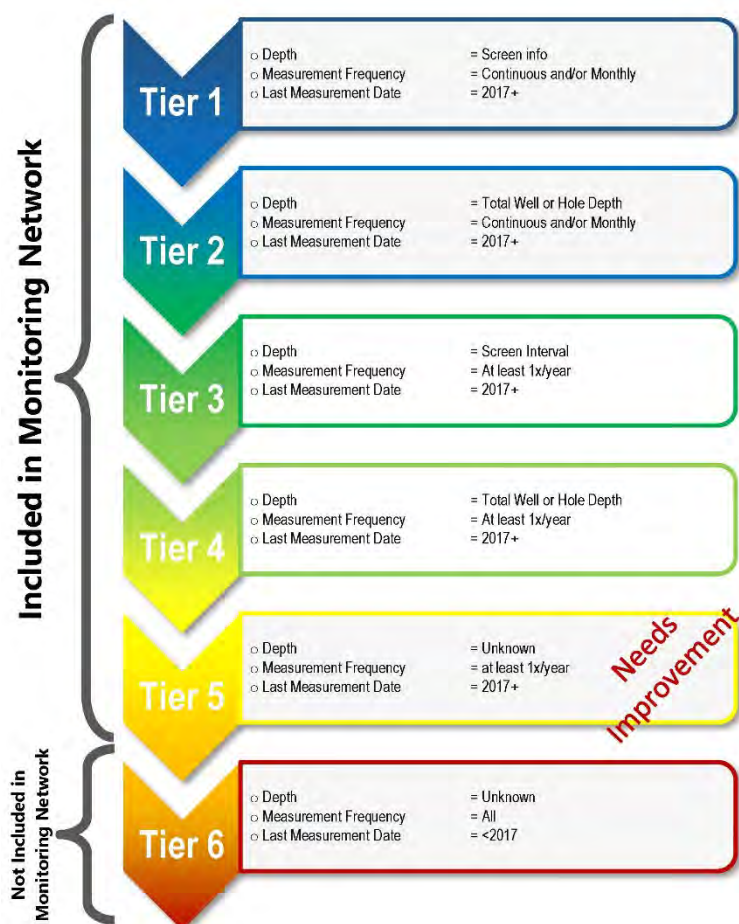 Included in Monitoring Network
Tier 1
o Depth = Screen info
o Measurement Frequency = Continuous and/or Monthly
o Last Measurement Date = 2017+
Tier 2
o Depth = Total Well or Hole Depth
o Measurement Frequency = Continuous and/or Monthly
o Last Measurement Date = 2017+
Tier 3
o Depth = Screen Interval
o Measurement Frequency = At least 1x/year
o Last Measurement Date = 2017+
Tier 4
o Depth = Total Well or Hole Depth
o Measurement Frequency = At least 1x/year
o Last Measurement Date = 2017+
Tier 5
o Depth = Unknown
o Measurement Frequency = at least 1x/year
o Last Measurement Date = 2017+
Needs
Improvement
Not Included in
Monitoring Network
Tier 6
o Depth = Unknown
o Measurement Frequency = All
o Last Measurement Date = <2017